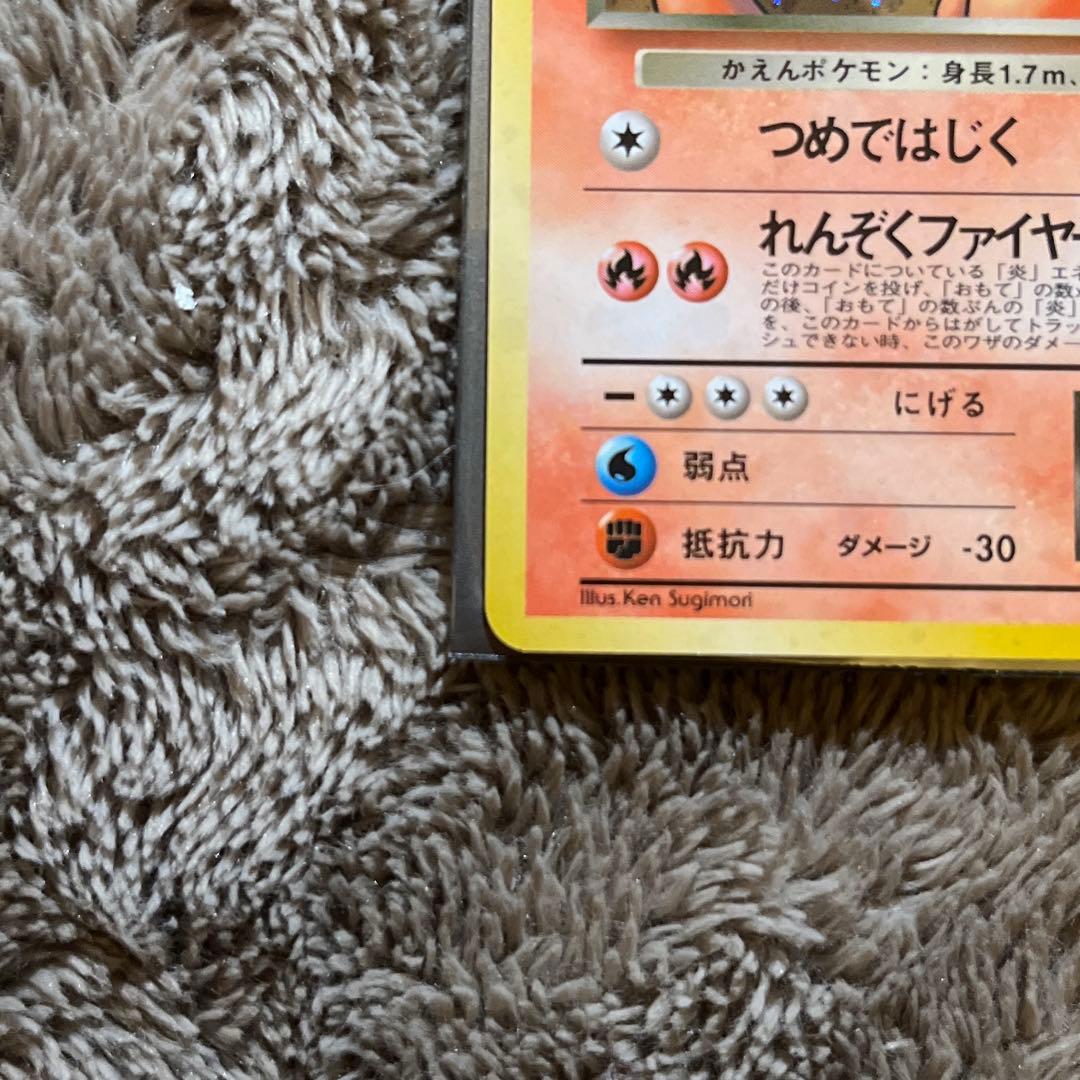 かえんポケモン：身長1.7m、
つめではじく
れんぞくファイヤー
このカードについている「炎」エネ
だけコインを投げ、「おもて」の数×
の後、「おもて」の数ぶんの「炎」
を、このカードからはがしてトラッ
シュできない時、このワザのダメー
にげる
弱点
抵抗力 ダメージ -30
Illus. Ken Sugimori